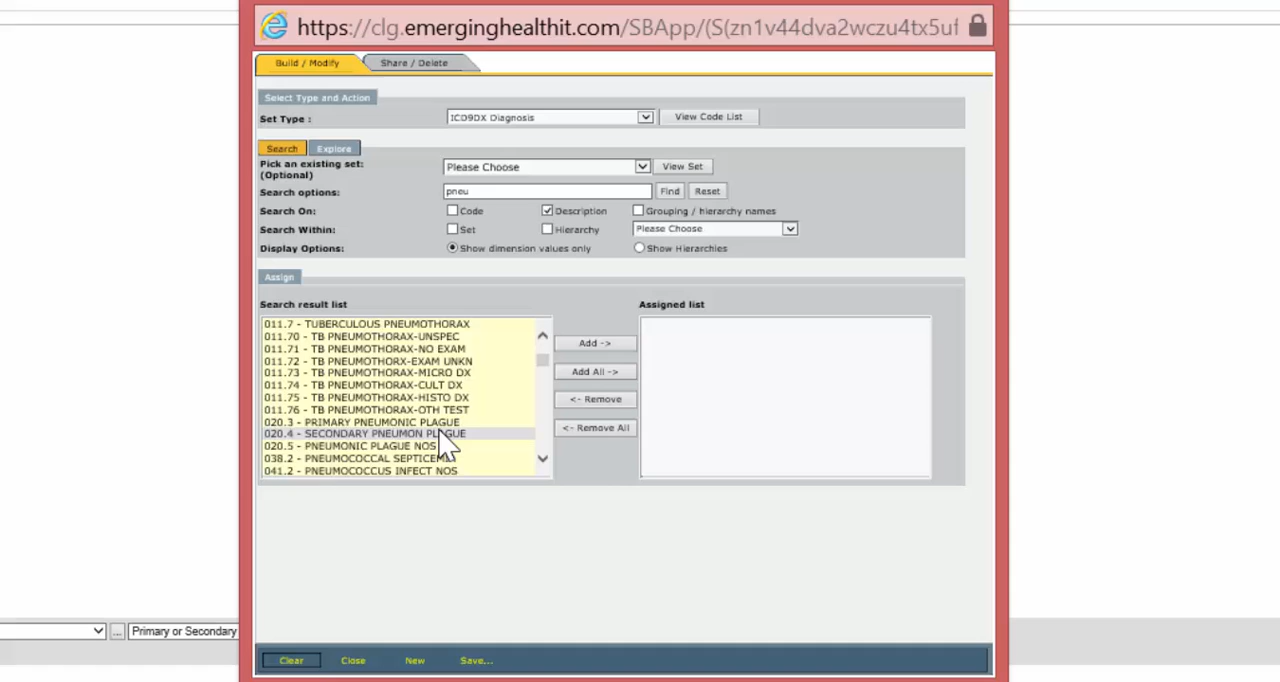 https://clg.emerginghealthit.com/SBApp/(S(zn1v44dva2wczu4tx5uf
Build / Modify
Share / Delete
Select Type and Action
Set Type :
ICD9DX Diagnosis
View Code List
Search
Explore
Pick an existing set:
(Optional)
Please Choose
View Set
Search options:
pneu
Find
Reset
Search On:
Code
Description
Grouping / hierarchy names
Search Within:
Set
Hierarchy
Please Choose
Display Options:
Show dimension values only
Show Hierarchies
Assign
Search result list
Assigned list
011.7 - TUBERCULOUS PNEUMOTHORAX
011.70 - TB PNEUMOTHORAX-UNSPEC
011.71 - TB PNEUMOTHORAX-NO EXAM
011.72 - TB PNEUMOTHORX-EXAM UNKN
011.73 - TB PNEUMOTHORAX-MICRO DX
011.74 - TB PNEUMOTHORAX-CULT DX
011.75 - TB PNEUMOTHORAX-HISTO DX
011.76 - TB PNEUMOTHORAX-OTH TEST
020.3 - PRIMARY PNEUMONIC PLAGUE
020.4 - SECONDARY PNEUMON PLAGUE
020.5 - PNEUMONIC PLAGUE NOS
038.2 - PNEUMOCOCCAL
041.2 - PNEUMOCOCCUS INFECT NOS
Add ->
Add All ->
<- Remove
<- Remove All
...
Primary or Secondary
Clear
Close
New
Save...